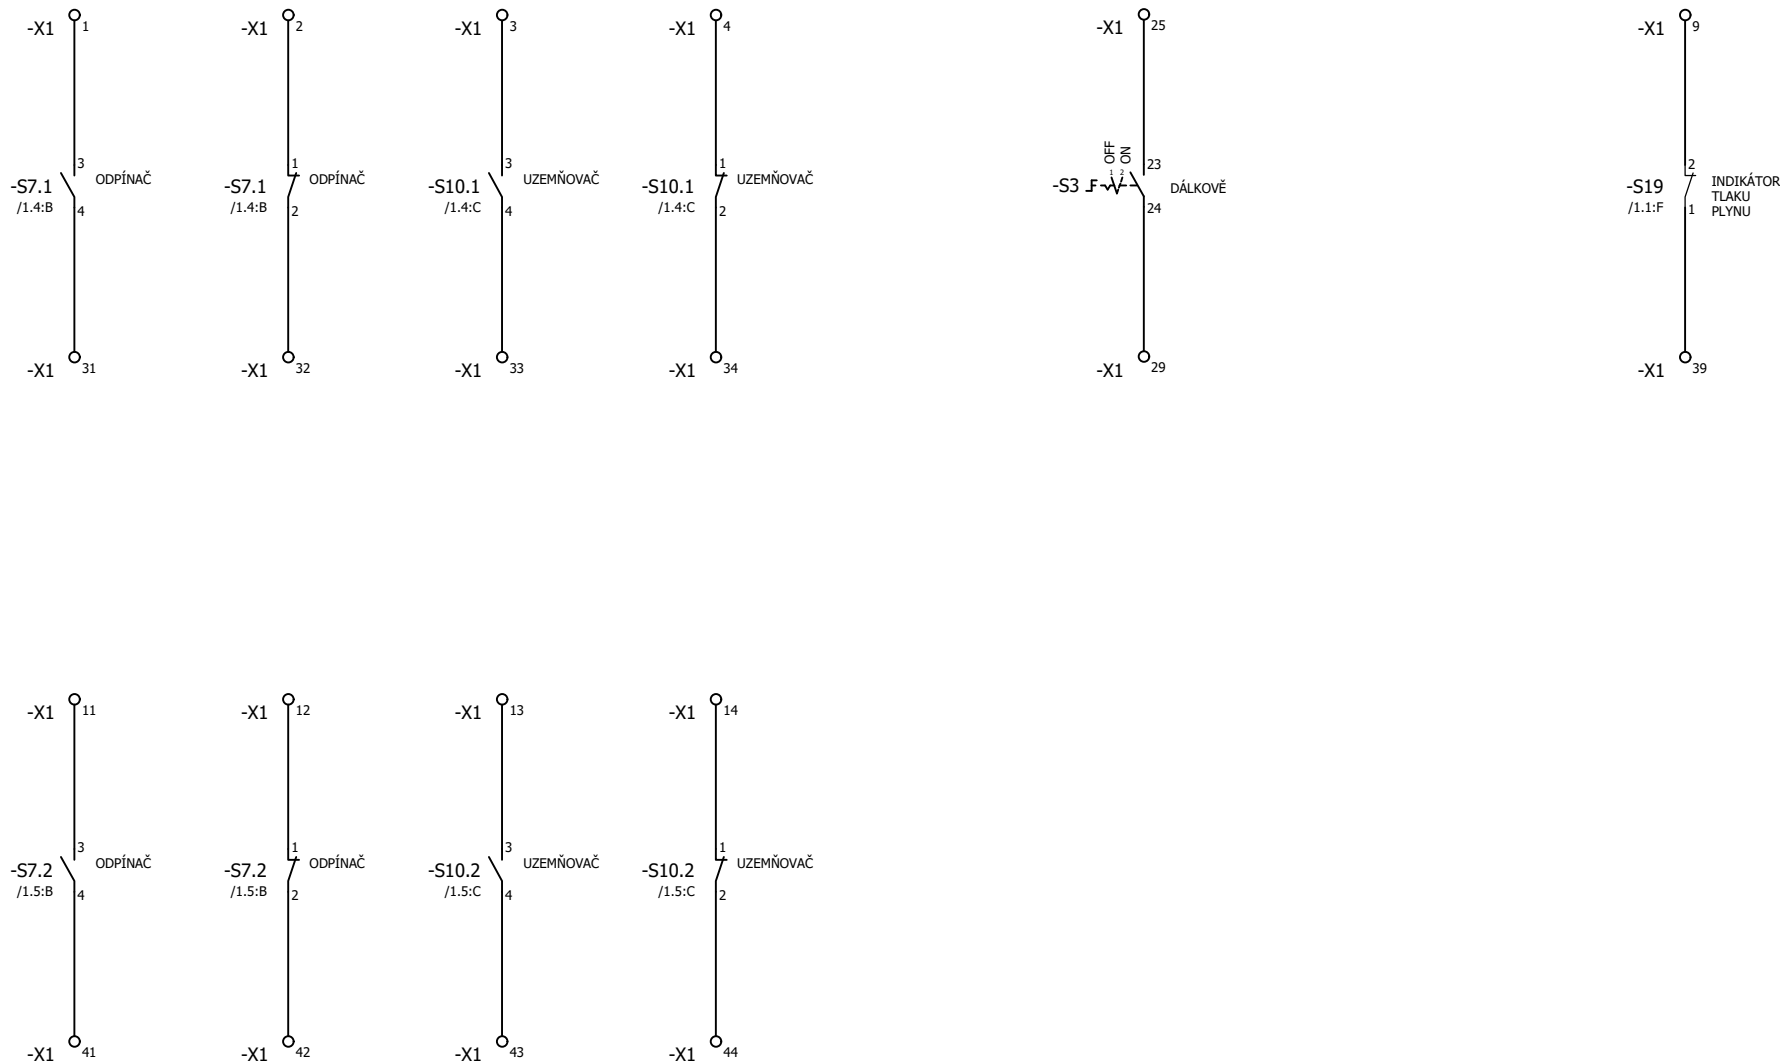 -X1 1
-X1 2
-X1 3
-X1 4
-X1 25
-X1 9
3
-S7.1 ODPÍNAČ
/1.4:B 4
1
-S7.1 ODPÍNAČ
/1.4:B 2
3
-S10.1 UZEMŇOVAČ
/1.4:C 4
1
-S10.1 UZEMŇOVAČ
/1.4:C 2
OFF
ON
1 2
23
-S3 DÁLKOVĚ
24
2
-S19 INDIKÁTOR
TLAKU
/1.1:F 1 PLYNU
-X1 31
-X1 32
-X1 33
-X1 34
-X1 29
-X1 39
-X1 11
-X1 12
-X1 13
-X1 14
3
-S7.2 ODPÍNAČ
/1.5:B 4
1
-S7.2 ODPÍNAČ
/1.5:B 2
3
-S10.2 UZEMŇOVAČ
/1.5:C 4
1
-S10.2 UZEMŇOVAČ
/1.5:C 2
-X1 41
-X1 42
-X1 43
-X1 44